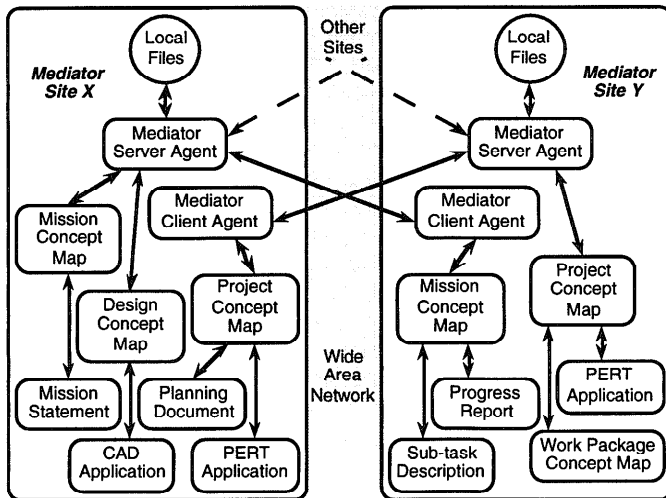 Local
Files
Mediator
Site X
Mediator
Server Agent
Mission
Concept
Map
Mediator
Client Agent
Design
Concept
Map
Project
Concept
Map
Mission
Statement
Planning
Document
CAD
Application
PERT
Application
Other
Sites
Wide
Area
Network
Local
Files
Mediator
Site Y
Mediator
Server Agent
Mediator
Client Agent
Mission
Concept
Map
Project
Concept
Map
Progress
Report
PERT
Application
Sub-task
Description
Work Package
Concept Map